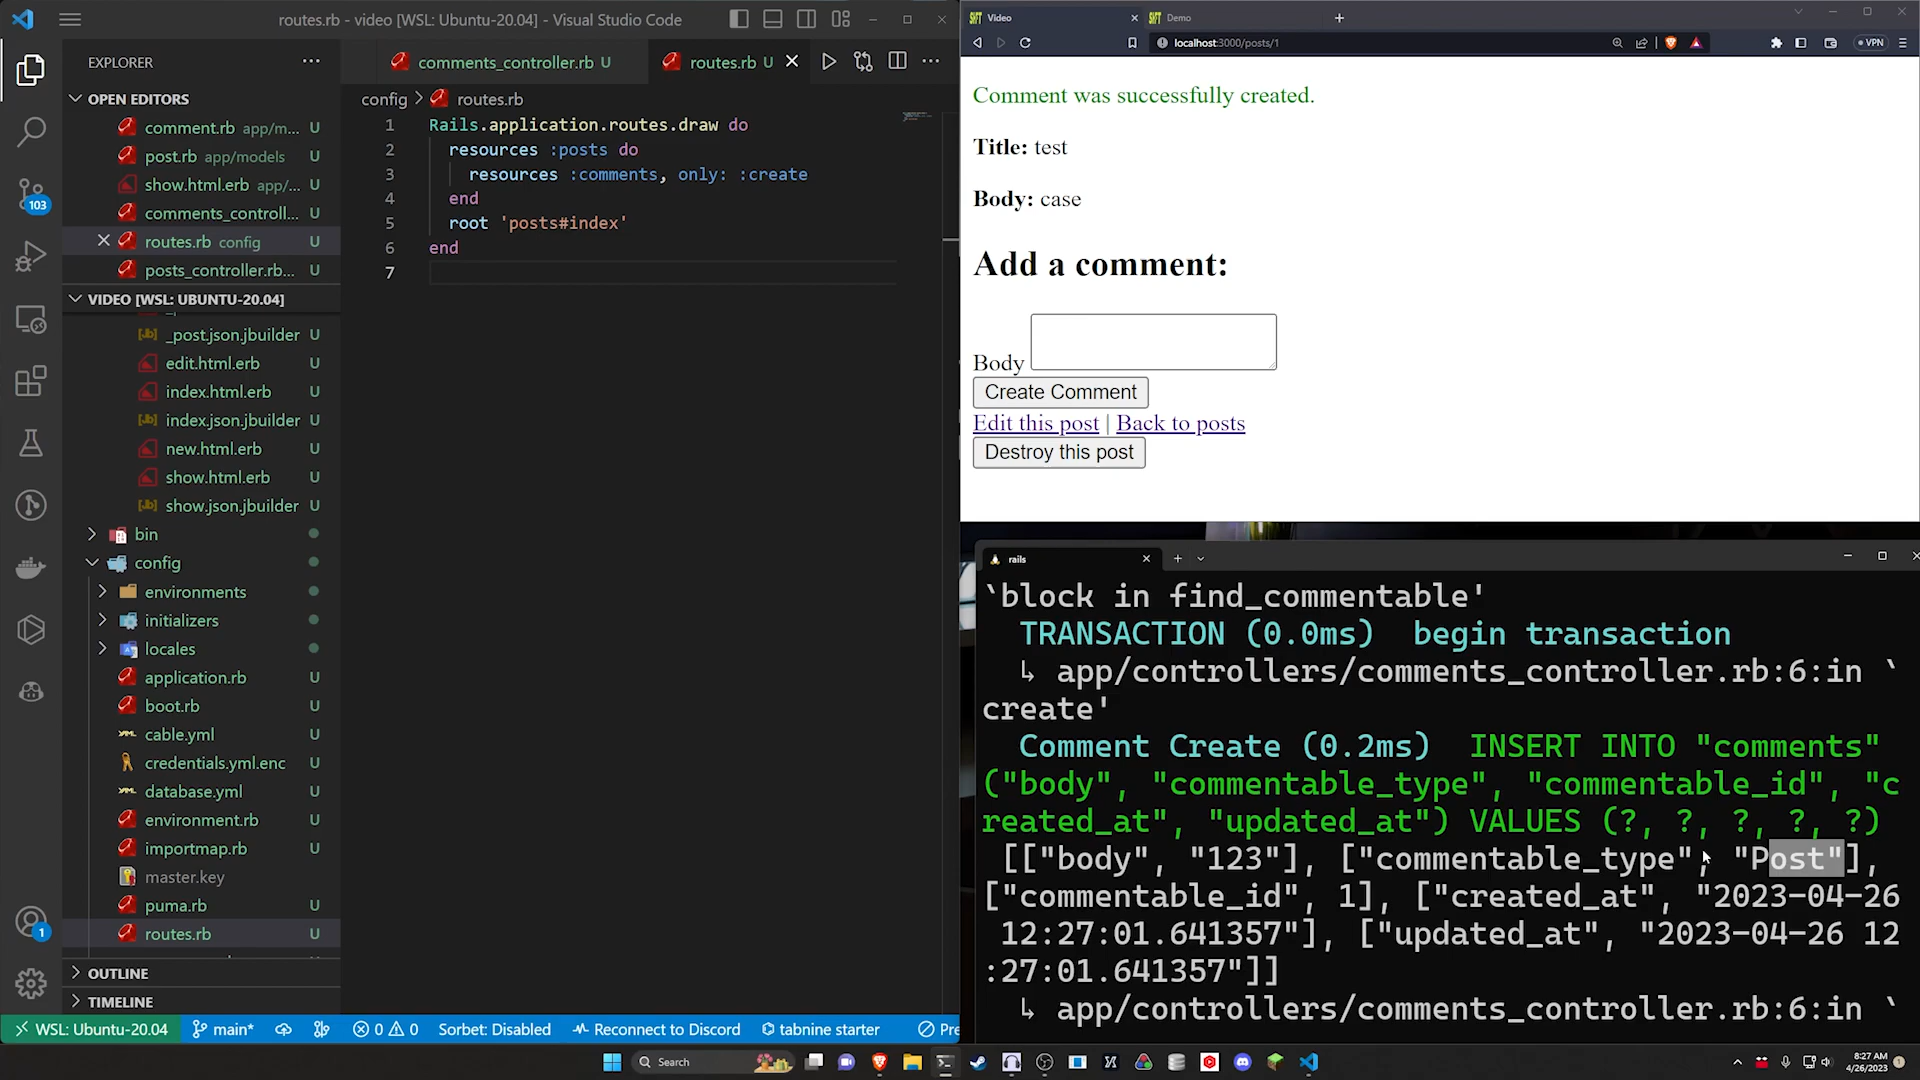 routes.rb - video [WSL: Ubuntu-20.04] - Visual Studio Code
EXPLORER
OPEN EDITORS
comment.rb app/m... U
post.rb app/models U
show.html.erb app/... U
comments_controll... U
routes.rb config U
posts_controller.rb... U
VIDEO [WSL: UBUNTU-20.04]
_post.json.jbuilder U
edit.html.erb U
index.html.erb U
index.json.jbuilder U
new.html.erb U
show.html.erb U
show.json.jbuilder U
bin
config
environments
initializers
locales
application.rb U
boot.rb U
cable.yml U
credentials.yml.enc U
database.yml U
environment.rb U
importmap.rb U
master.key
puma.rb U
routes.rb U
OUTLINE
TIMELINE
103
1
comments_controller.rb U
routes.rb U
config > routes.rb
1 Rails.application.routes.draw do
2 resources :posts do
3 resources :comments, only: :create
4 end
5 root 'posts#index'
6 end
7
WSL: Ubuntu-20.04 main* 0 0 Sorbet: Disabled Reconnect to Discord tabnine starter Pre
Video
Demo
localhost:3000/posts/1
VPN
Comment was successfully created.
Title: test
Body: case
Add a comment:
Body
Create Comment
Edit this post | Back to posts
Destroy this post
rails
`block in find_commentable'
TRANSACTION (0.0ms) begin transaction
↳ app/controllers/comments_controller.rb:6:in `
create'
Comment Create (0.2ms) INSERT INTO "comments"
("body", "commentable_type", "commentable_id", "c
reated_at", "updated_at") VALUES (?, ?, ?, ?, ?)
[["body", "123"], ["commentable_type", "Post"],
["commentable_id", 1], ["created_at", "2023-04-26
12:27:01.641357"], ["updated_at", "2023-04-26 12
:27:01.641357"]]
↳ app/controllers/comments_controller.rb:6:in `
Search
8:27 AM
4/26/2023